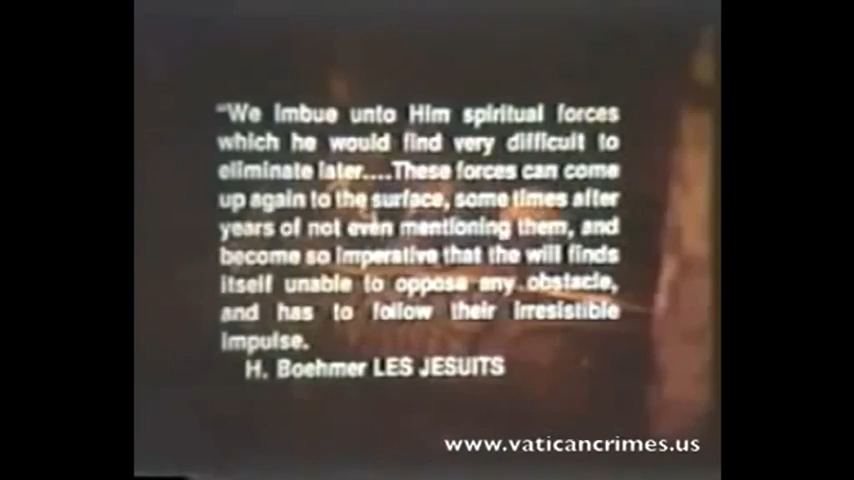 "We imbue unto Him spiritual forces
which he would find very difficult to
eliminate later....These forces can come
up again to the surface, some times after
years of not even mentioning them, and
become so imperative that the will finds
itself unable to oppose any obstacle,
and has to follow their irresistible
impulse.
H. Boehmer LES JESUITS
www.vaticancrimes.us